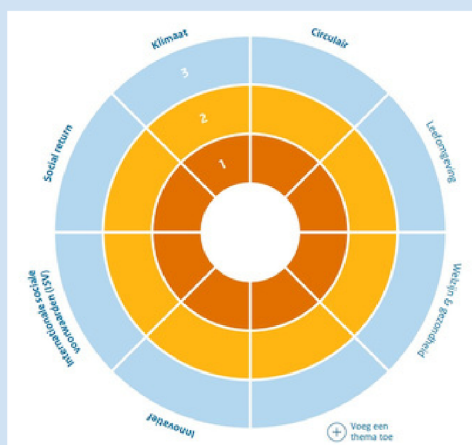 Klimaat
Circulair
3
2
1
Social return
Leefomgeving
Internationale sociale
voorwaarden (ISV)
Welzijn & gezondheid
Innovatief
Voeg een
thema toe